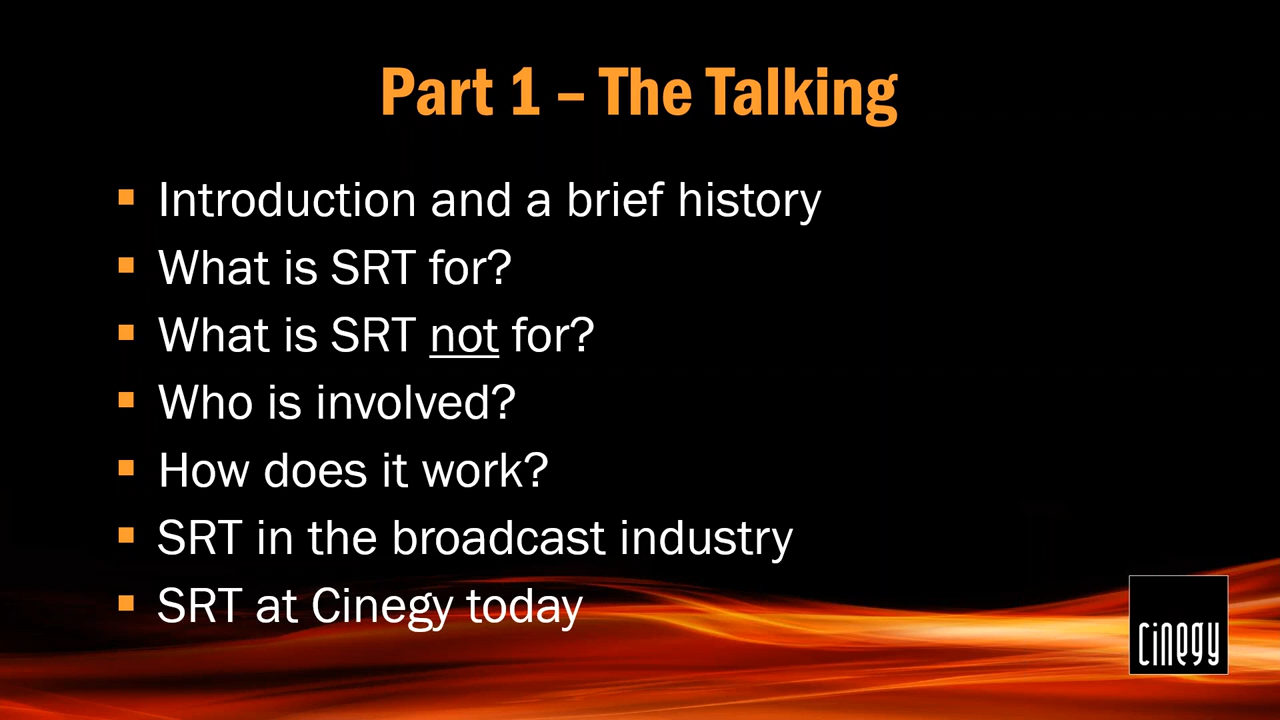 Part 1 – The Talking
▪ Introduction and a brief history
▪ What is SRT for?
▪ What is SRT not for?
▪ Who is involved?
▪ How does it work?
▪ SRT in the broadcast industry
▪ SRT at Cinegy today
cinegy